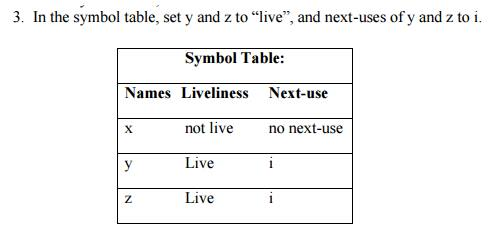 3. In the symbol table, set y and z to “live”, and next-uses of y and z to i.
Symbol Table:
Names Liveliness Next-use
x not live no next-use
y Live i
z Live i